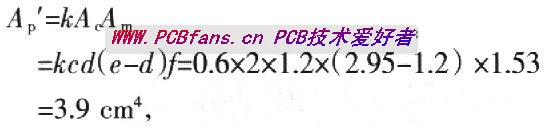 Ap′=kAcAm
WWW.PCBfans.cn PCB技术爱好者
=kcd(e-d)f=0.6×2×1.2×(2.95-1.2)×1.53
=3.9 cm⁴,